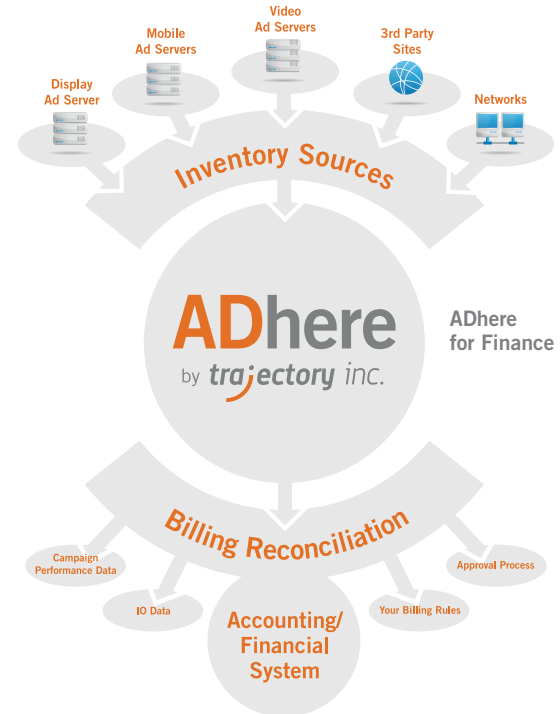 Video
Ad Servers
Mobile
Ad Servers
3rd Party
Sites
Display
Ad Server
Networks
Inventory Sources
ADhere
by trajectory inc.
ADhere
for Finance
Billing Reconciliation
Campaign
Performance Data
Approval Process
IO Data
Your Billing Rules
Accounting/
Financial
System